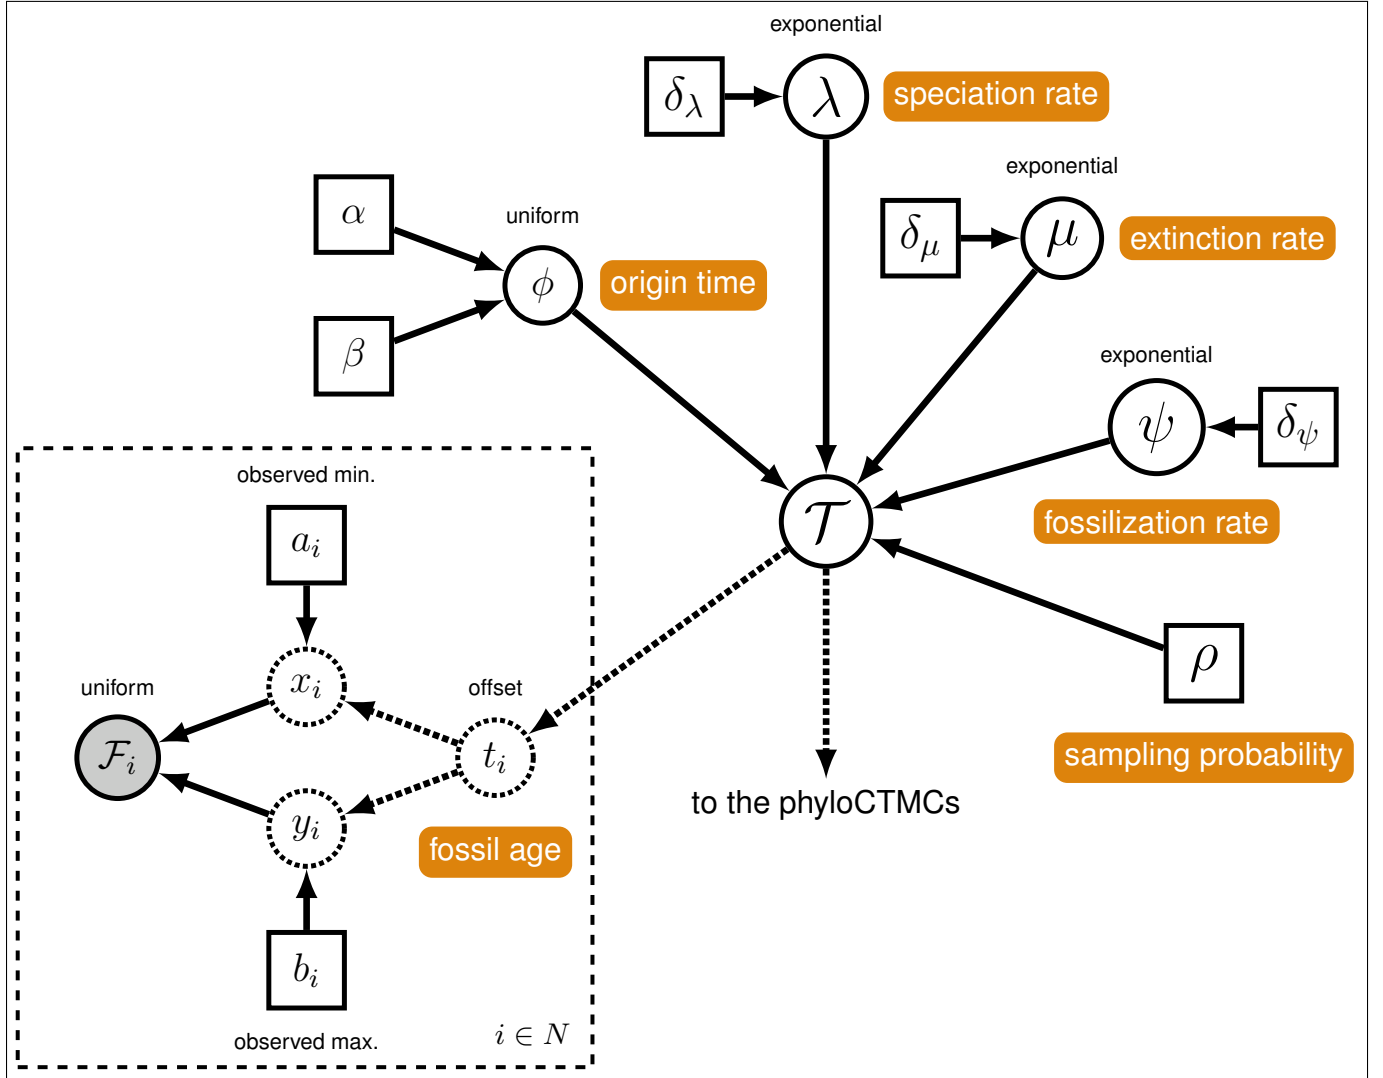 exponential
δλ
λ
speciation rate
exponential
α
uniform
δμ
μ
extinction rate
ϕ
origin time
β
exponential
ψ
δψ
observed min.
𝒯
fossilization rate
ai
ρ
uniform
xi
offset
ℱi
ti
sampling probability
to the phyloCTMCs
yi
fossil age
bi
i ∈ N
observed max.